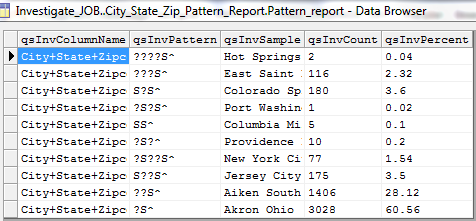 Investigate_JOB..City_State_Zip_Pattern_Report.Pattern_report - Data Browser
qsInvColumnName qsInvPattern qsInvSample qsInvCount qsInvPercent
City+State+Zipc ????S^ Hot Springs 2 0.04
City+State+Zipc ???S^ East Saint 116 2.32
City+State+Zipc S?S^ Colorado Sp 180 3.6
City+State+Zipc S?S?S^ Port Washin 1 0.02
City+State+Zipc SS^ Columbia Mi 5 0.1
City+State+Zipc ?S?^ Providence 10 0.2
City+State+Zipc ?S??S^ New York Ci 77 1.54
City+State+Zipc S??S^ Jersey City 175 3.5
City+State+Zipc ??S^ Aiken South 1406 28.12
City+State+Zipc ?S^ Akron Ohio 3028 60.56